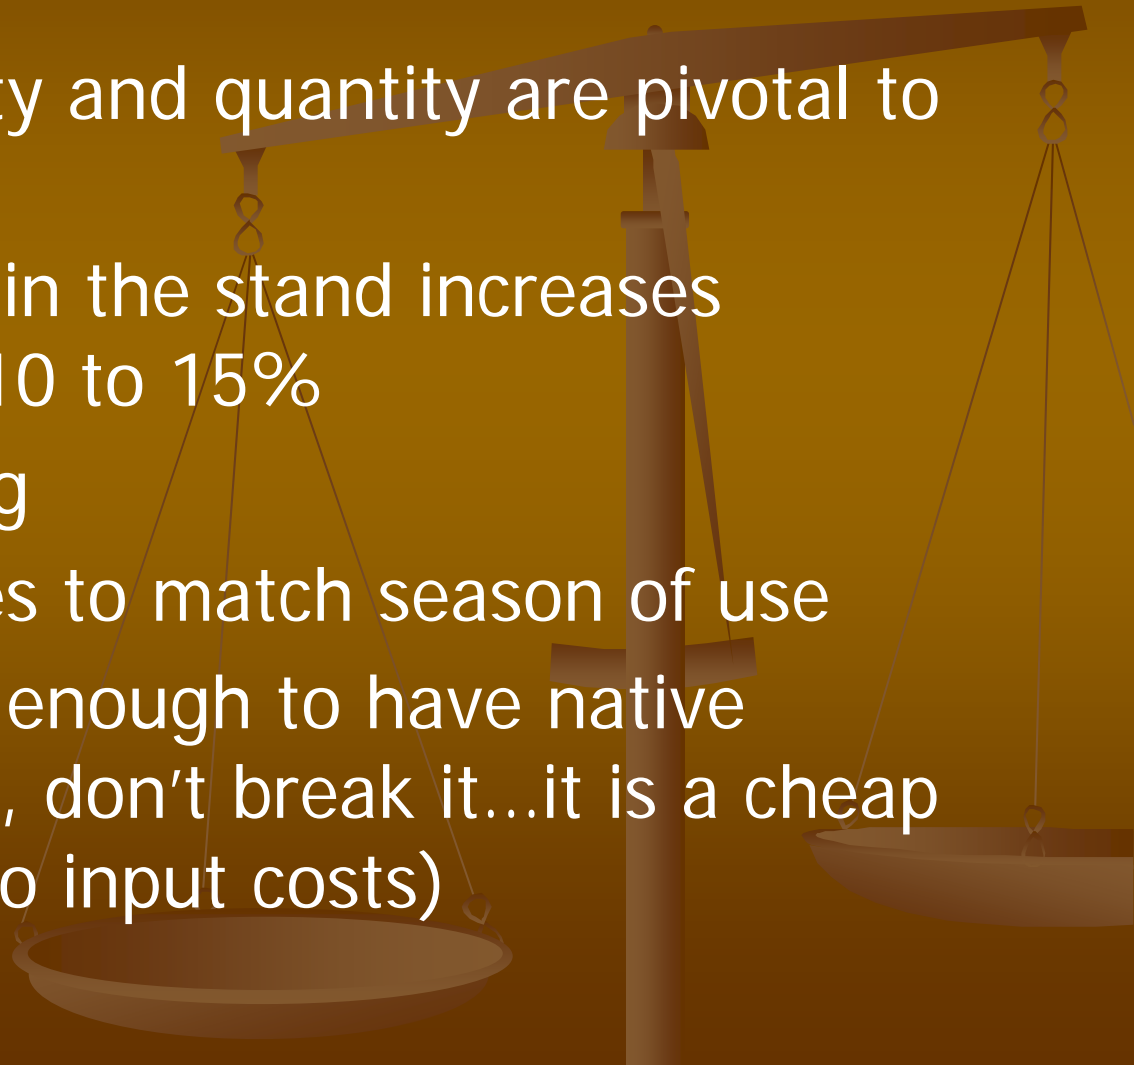 ty and quantity are pivotal to
in the stand increases
10 to 15%
g
es to match season of use
enough to have native
, don't break it...it is a cheap
o input costs)